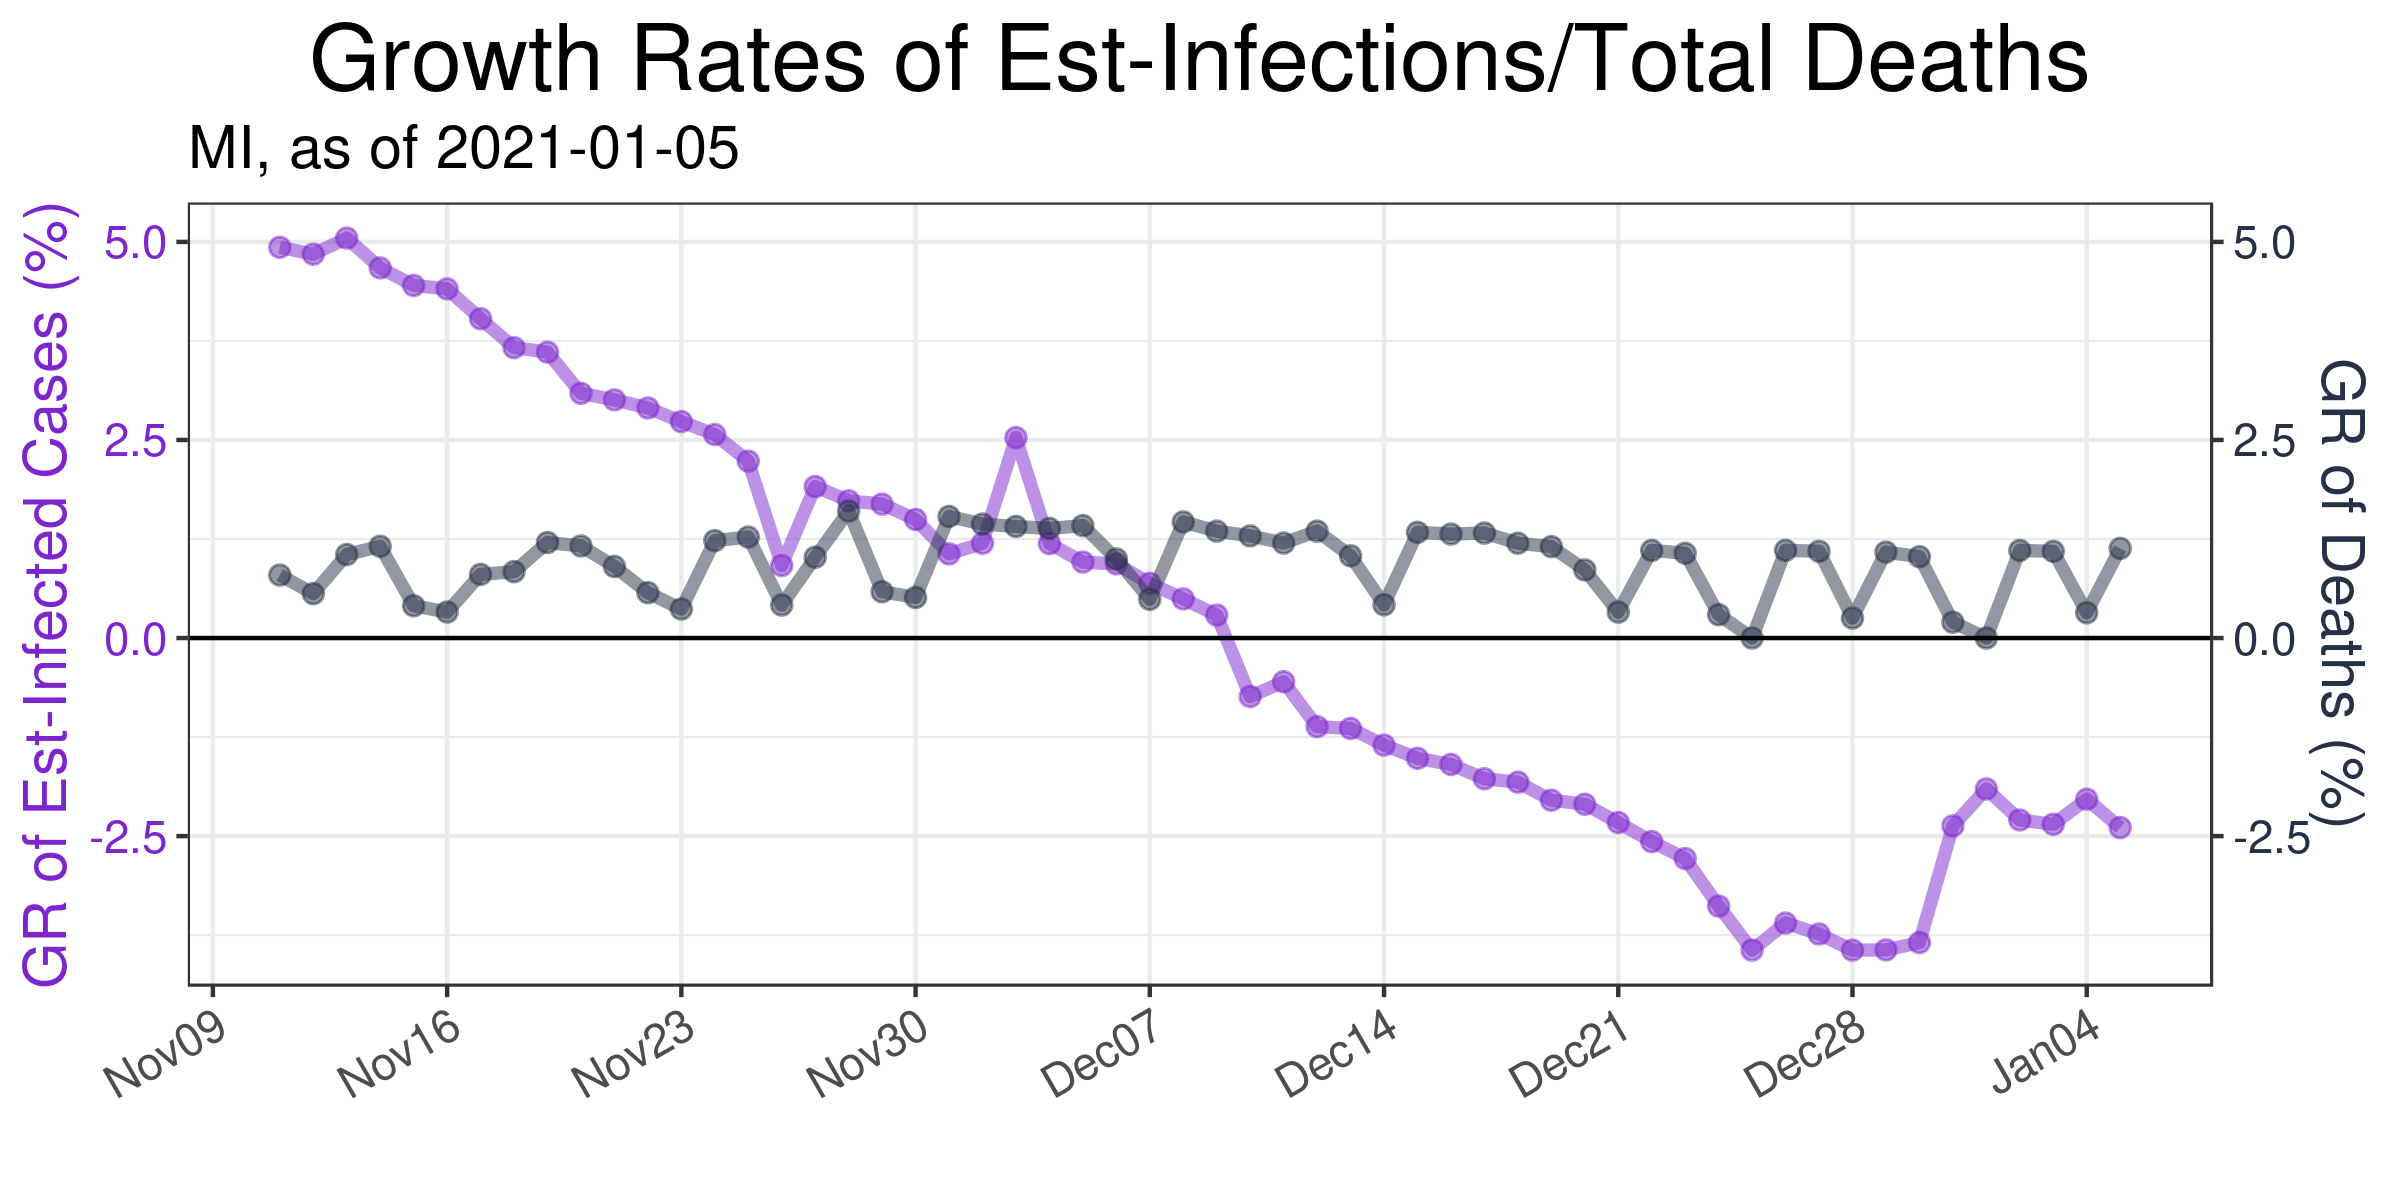 Growth Rates of Est-Infections/Total Deaths
MI, as of 2021-01-05
GR of Est-Infected Cases (%)
5.0
2.5
0.0
-2.5
5.0
2.5
0.0
-2.5
GR of Deaths (%)
Nov09
Nov16
Nov23
Nov30
Dec07
Dec14
Dec21
Dec28
Jan04